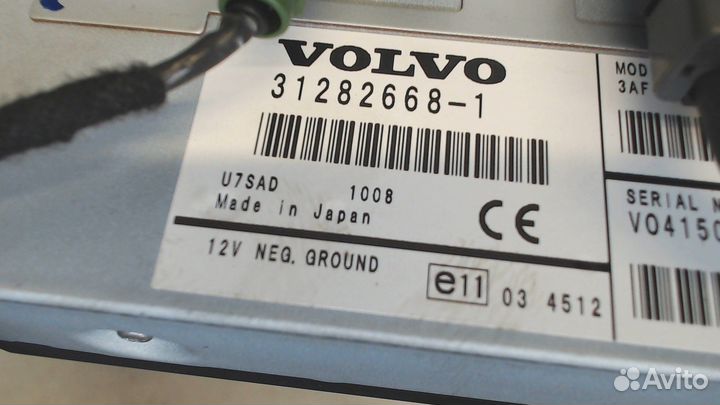 VOLVO
31282668-1
U7SAD 1008
Made in Japan
12V NEG. GROUND
e11 03 4512
CE
MOD
3AF
SERIAL N
V04150
Avito